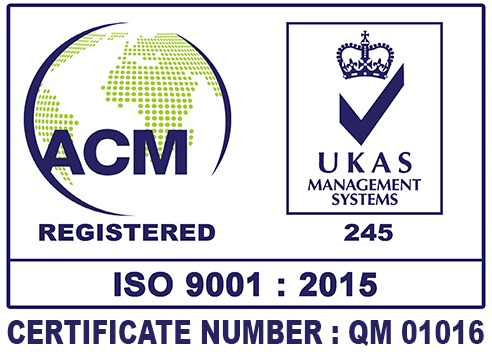 ACM
REGISTERED
UKAS
MANAGEMENT
SYSTEMS
245
ISO 9001 : 2015
CERTIFICATE NUMBER : QM 01016